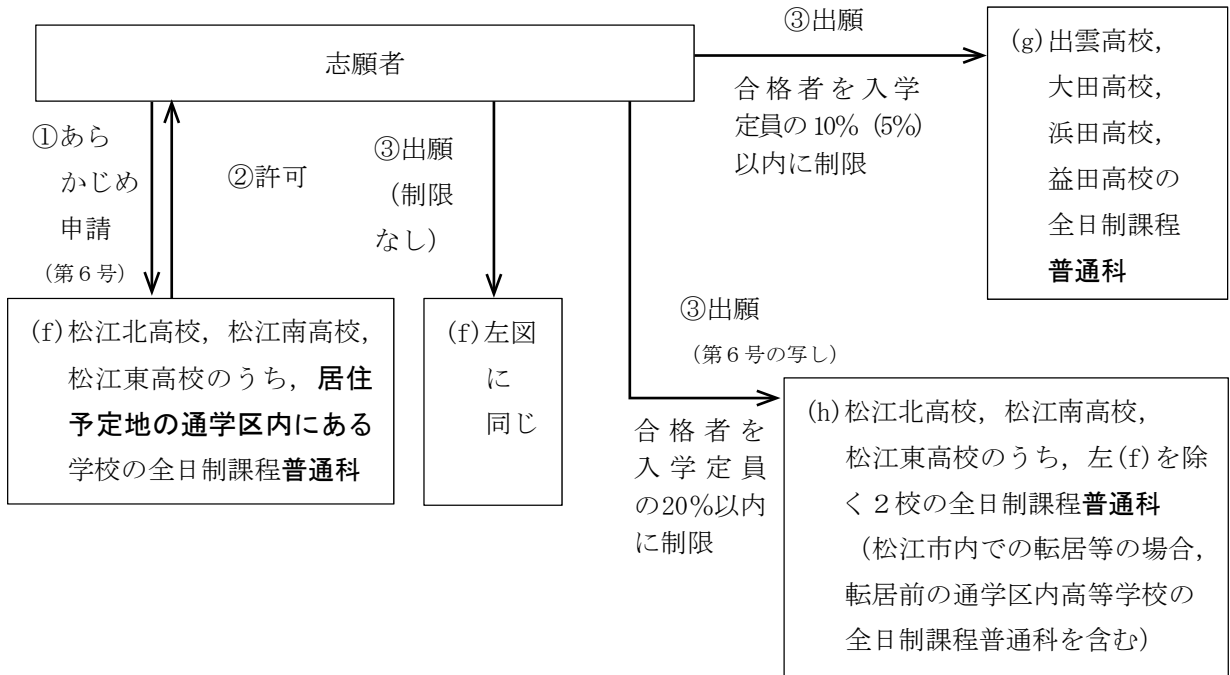 志願者
①あら
かじめ
申請
(第6号)
②許可
③出願
(制限
なし)
③出願
合格者を入学
定員の10% (5%)
以内に制限
(g)出雲高校，
大田高校，
浜田高校，
益田高校の
全日制課程
普通科
(f)松江北高校，松江南高校，
松江東高校のうち，居住
予定地の通学区内にある
学校の全日制課程普通科
(f)左図
に
同じ
③出願
(第6号の写し)
合格者を
入学定員
の20%以内
に制限
(h)松江北高校，松江南高校，
松江東高校のうち，左(f)を除
く2校の全日制課程普通科
(松江市内での転居等の場合，
転居前の通学区内高等学校の
全日制課程普通科を含む)